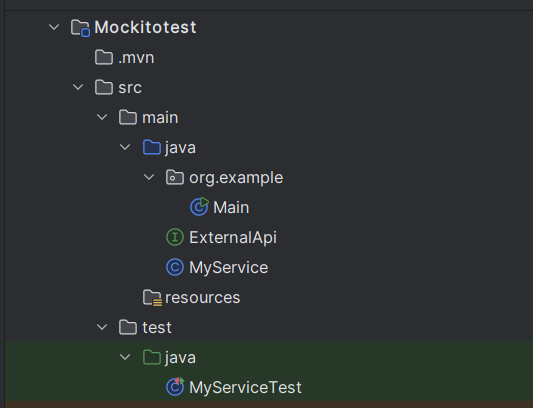 Mockitotest
.mvn
src
main
java
org.example
Main
ExternalApi
MyService
resources
test
java
MyServiceTest